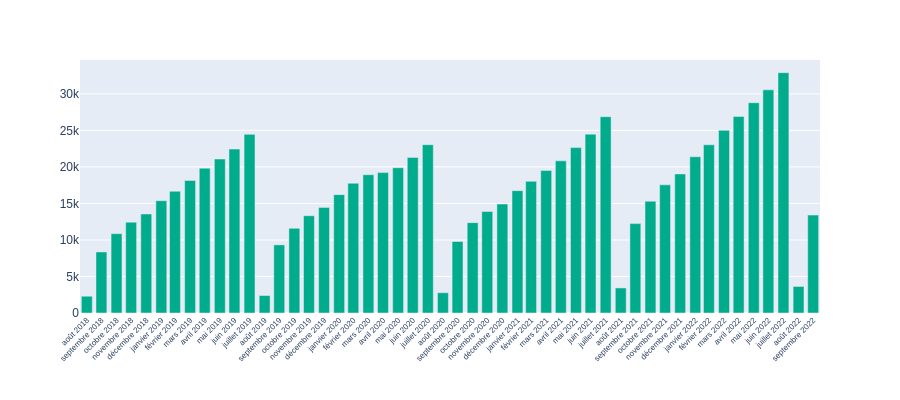 30k
25k
20k
15k
10k
5k
0
août 2018
septembre 2018
octobre 2018
novembre 2018
décembre 2018
janvier 2019
février 2019
mars 2019
avril 2019
mai 2019
juin 2019
juillet 2019
août 2019
septembre 2019
octobre 2019
novembre 2019
décembre 2019
janvier 2020
février 2020
mars 2020
avril 2020
mai 2020
juin 2020
juillet 2020
août 2020
septembre 2020
octobre 2020
novembre 2020
décembre 2020
janvier 2021
février 2021
mars 2021
avril 2021
mai 2021
juin 2021
juillet 2021
août 2021
septembre 2021
octobre 2021
novembre 2021
décembre 2021
janvier 2022
février 2022
mars 2022
avril 2022
mai 2022
juin 2022
juillet 2022
août 2022
septembre 2022